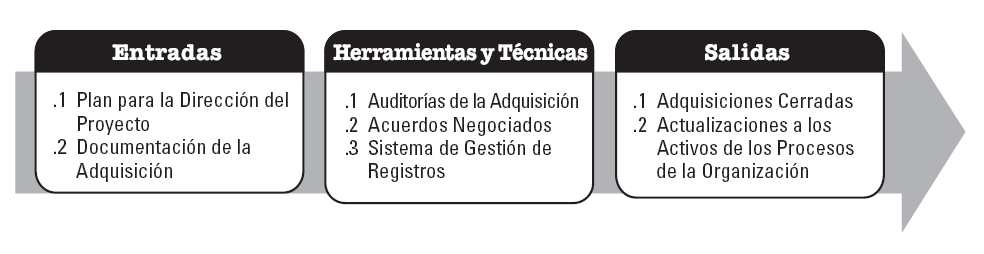 Entradas
.1 Plan para la Dirección del
Proyecto
.2 Documentación de la
Adquisición
Herramientas y Técnicas
.1 Auditorías de la Adquisición
.2 Acuerdos Negociados
.3 Sistema de Gestión de
Registros
Salidas
.1 Adquisiciones Cerradas
.2 Actualizaciones a los
Activos de los Procesos
de la Organización